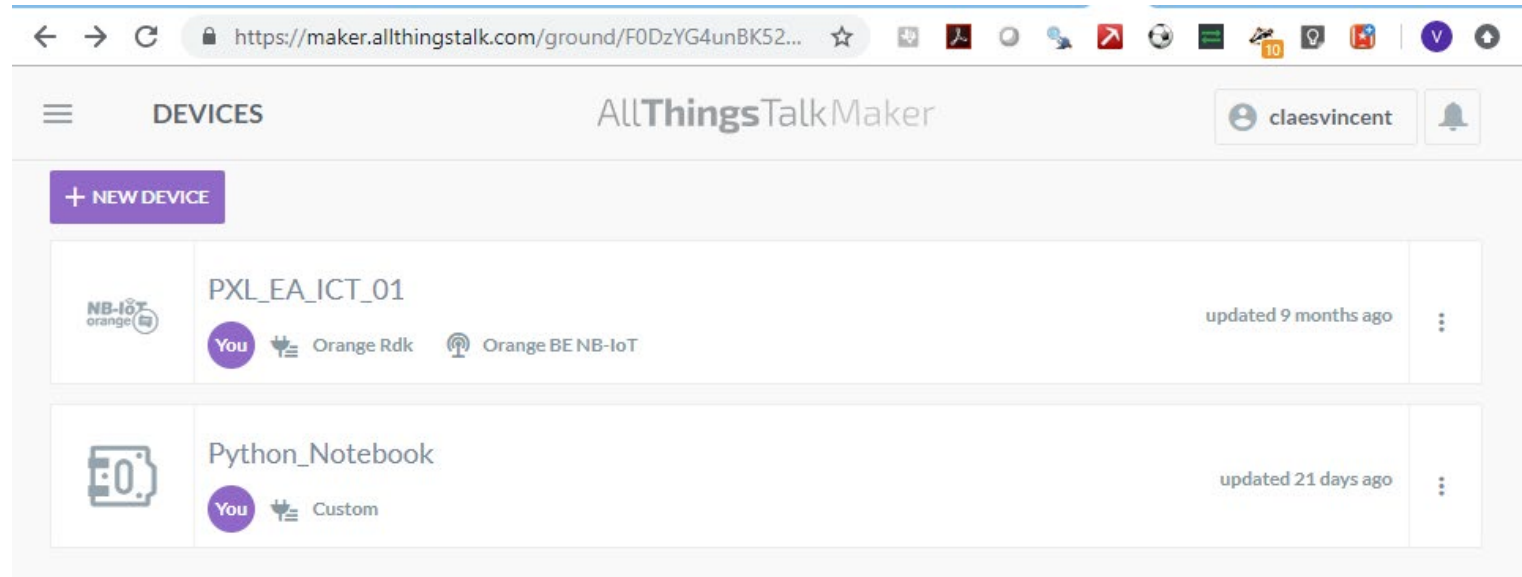 https://maker.allthingstalk.com/ground/F0DzYG4unBK52...
10
V
DEVICES
AllThingsTalkMaker
claesvincent
+ NEW DEVICE
NB-IoT
orange
PXL_EA_ICT_01
You Orange Rdk Orange BE NB-IoT
updated 9 months ago
Python_Notebook
You Custom
updated 21 days ago